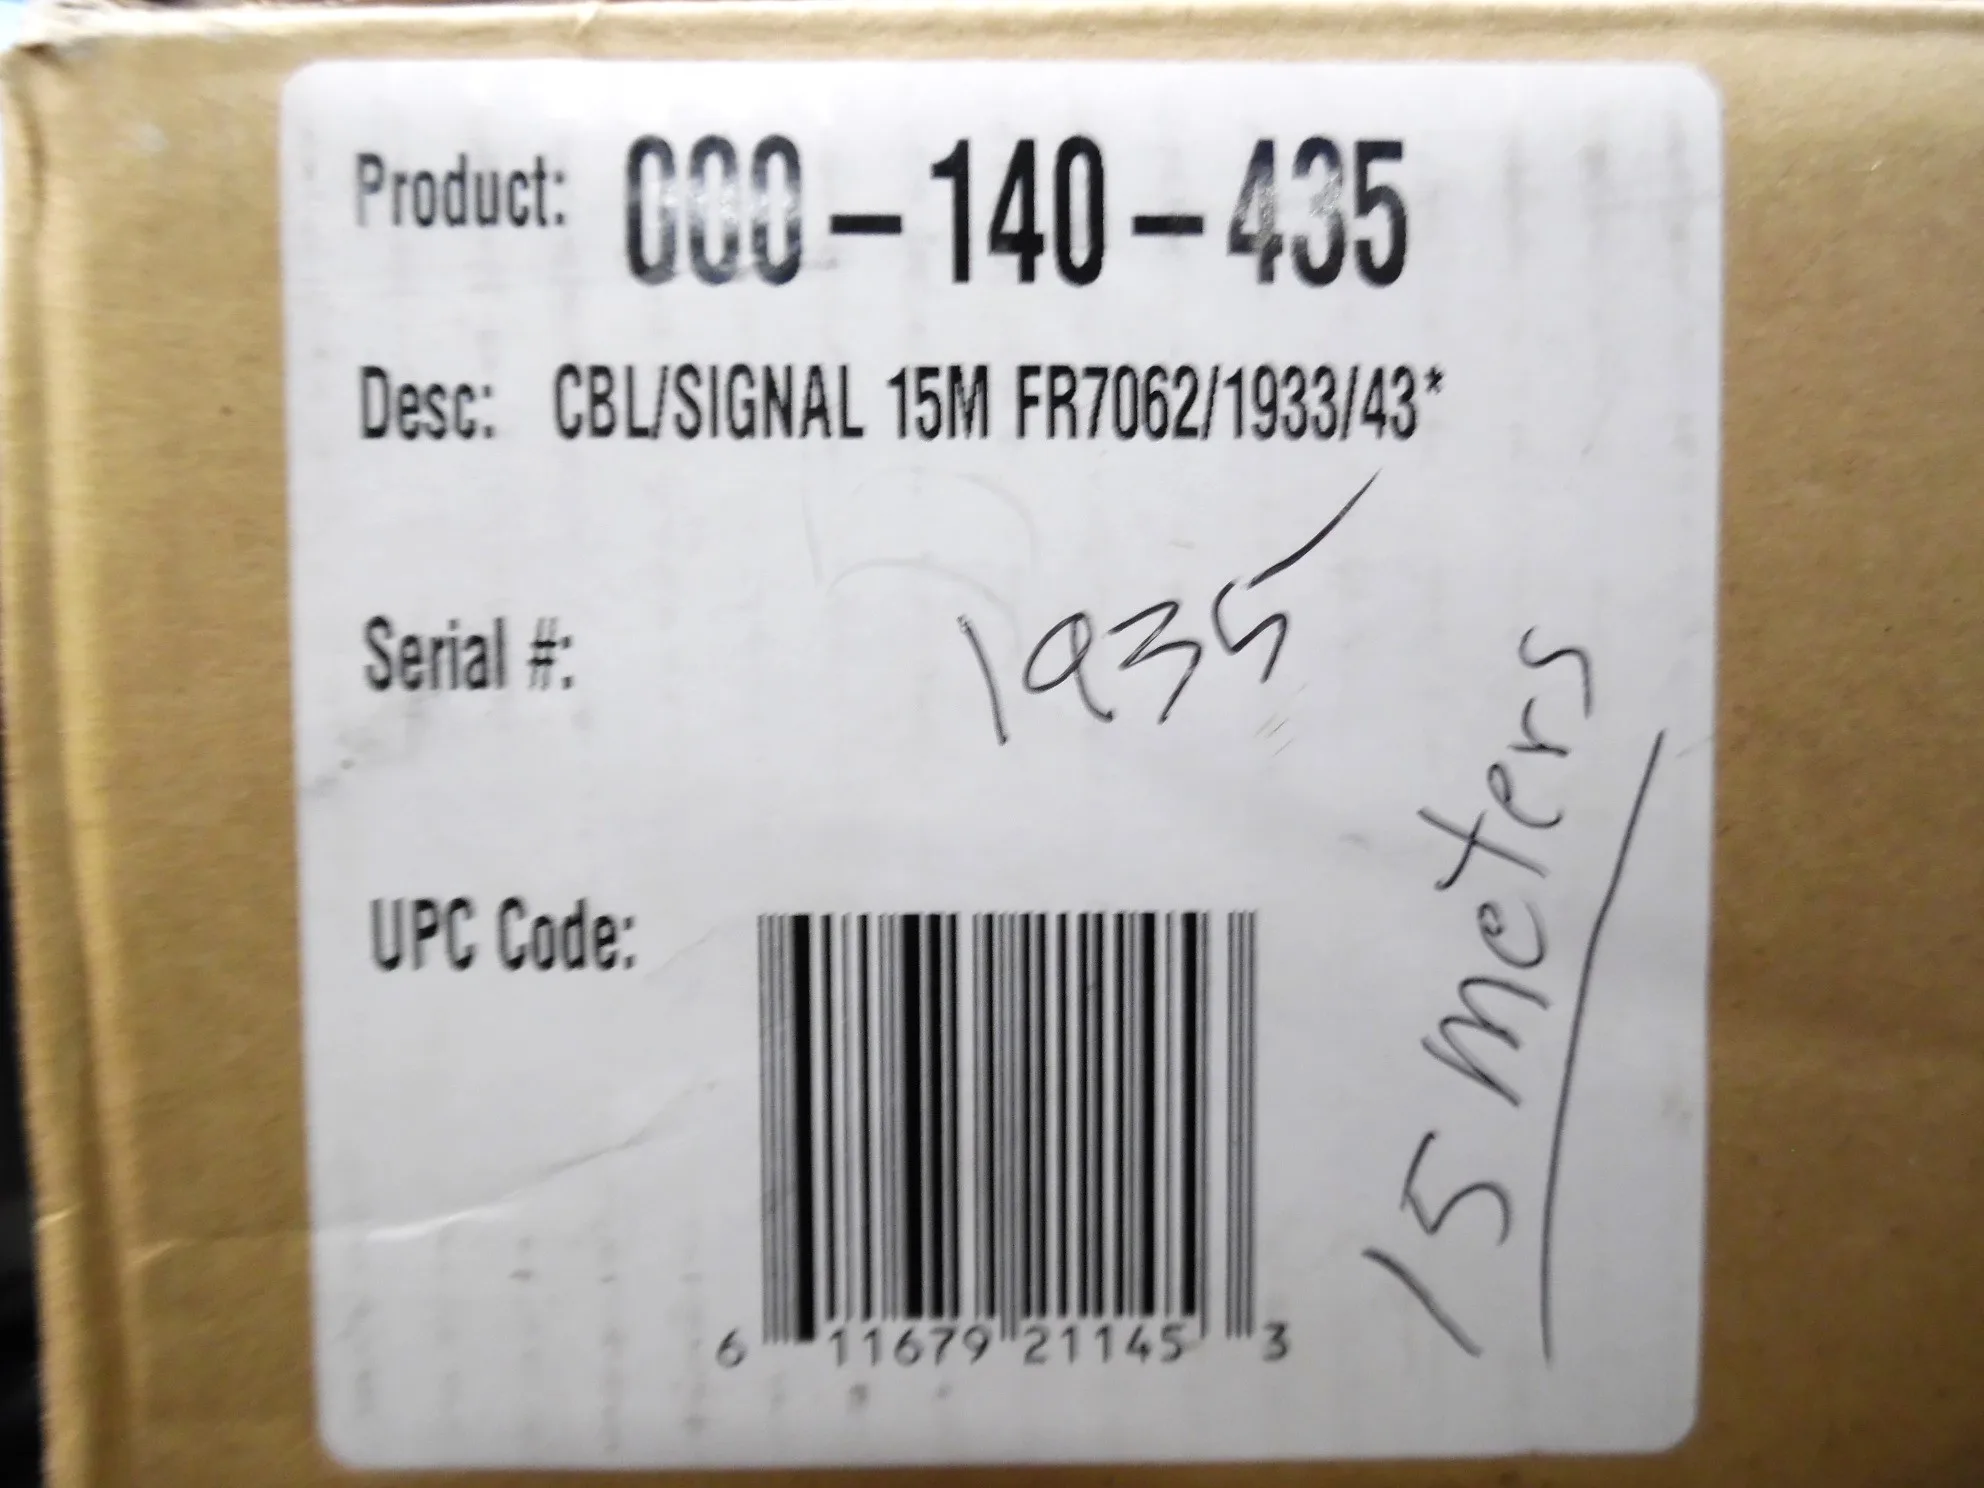 Product: 000-140-435
Desc: CBL/SIGNAL 15M FR7062/1933/43*
Serial #:
1935
15 meters
UPC Code:
6 11679 21145 3